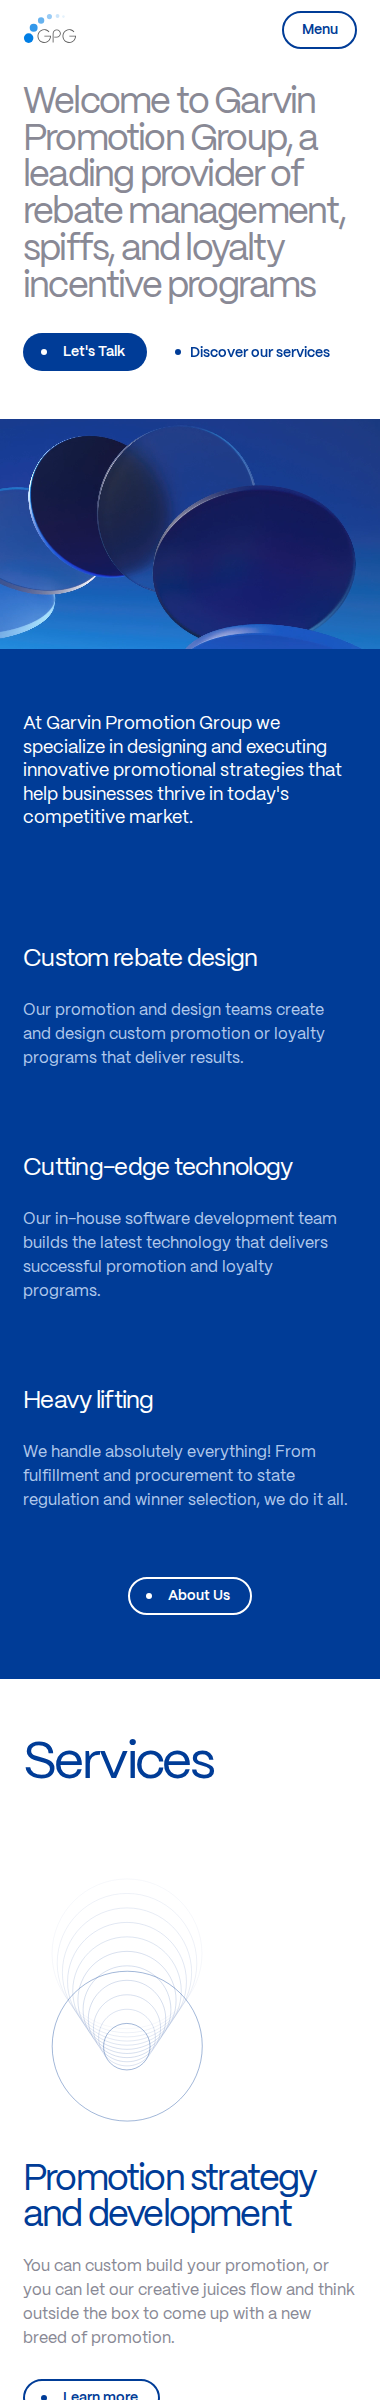 GPG
Menu
Welcome to Garvin
Promotion Group, a
leading provider of
rebate management,
spiffs, and loyalty
incentive programs
Let's Talk
Discover our services
At Garvin Promotion Group we
specialize in designing and executing
innovative promotional strategies that
help businesses thrive in today's
competitive market.
Custom rebate design
Our promotion and design teams create
and design custom promotion or loyalty
programs that deliver results.
Cutting-edge technology
Our in-house software development team
builds the latest technology that delivers
successful promotion and loyalty
programs.
Heavy lifting
We handle absolutely everything! From
fulfillment and procurement to state
regulation and winner selection, we do it all.
About Us
Services
Promotion strategy
and development
You can custom build your promotion, or
you can let our creative juices flow and think
outside the box to come up with a new
breed of promotion.
Learn more